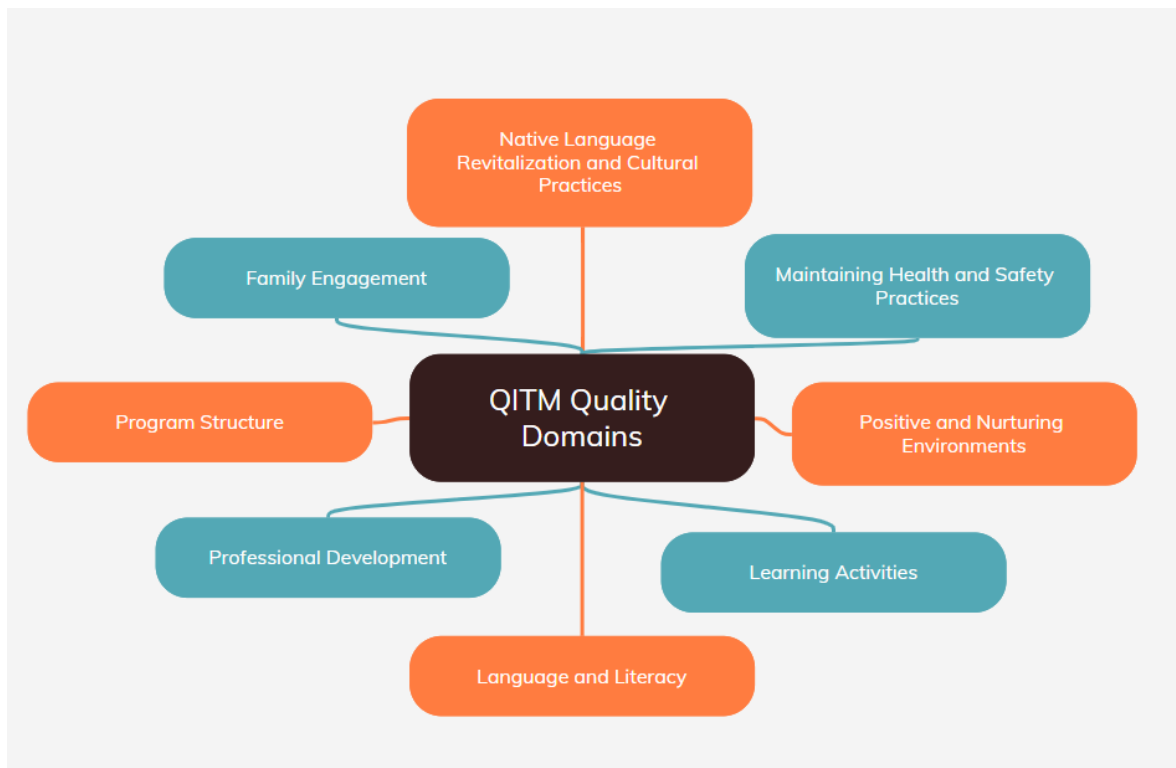 Native Language
Revitalization and Cultural
Practices
Family Engagement
Maintaining Health and Safety
Practices
Program Structure
QITM Quality
Domains
Positive and Nurturing
Environments
Professional Development
Learning Activities
Language and Literacy